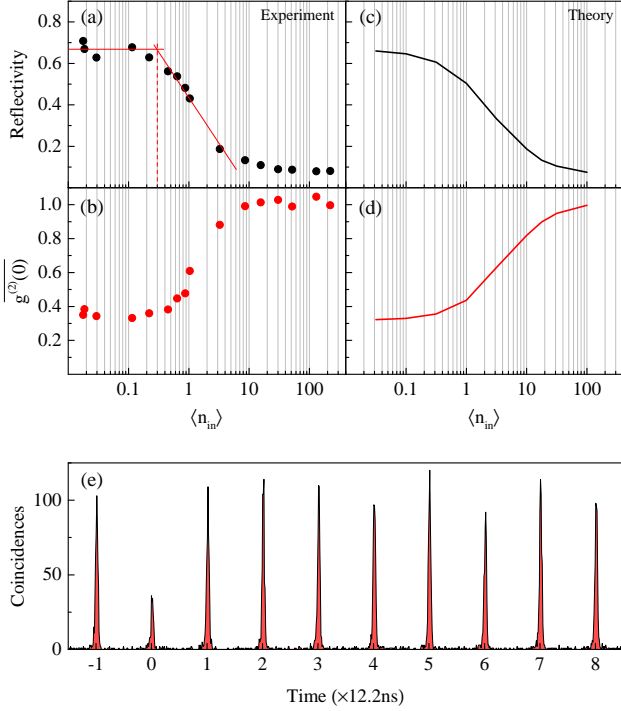 (a)
Experiment
(c)
Theory
Reflectivity
0.8
0.6
0.4
0.2
(b)
(d)
g⁽²⁾(0)
1.0
0.8
0.6
0.4
0.2
0.1 1 10 100
0.1 1 10 100
⟨n_in⟩
⟨n_in⟩
(e)
Coincidences
100
50
0
-1 0 1 2 3 4 5 6 7 8
Time (×12.2ns)